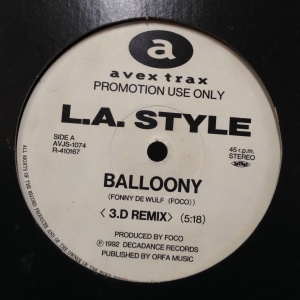 a
avex trax
PROMOTION USE ONLY
L.A. STYLE
SIDE A
AVJS-1074
R-410167
45 r.p.m.
STEREO
BALLOONY
(FONNY DE WULF (FOCO))
〈3.D REMIX〉 (5:18)
PRODUCED BY FOCO
Ⓟ 1992 DECADANCE RECORDS
PUBLISHED BY ORFA MUSIC